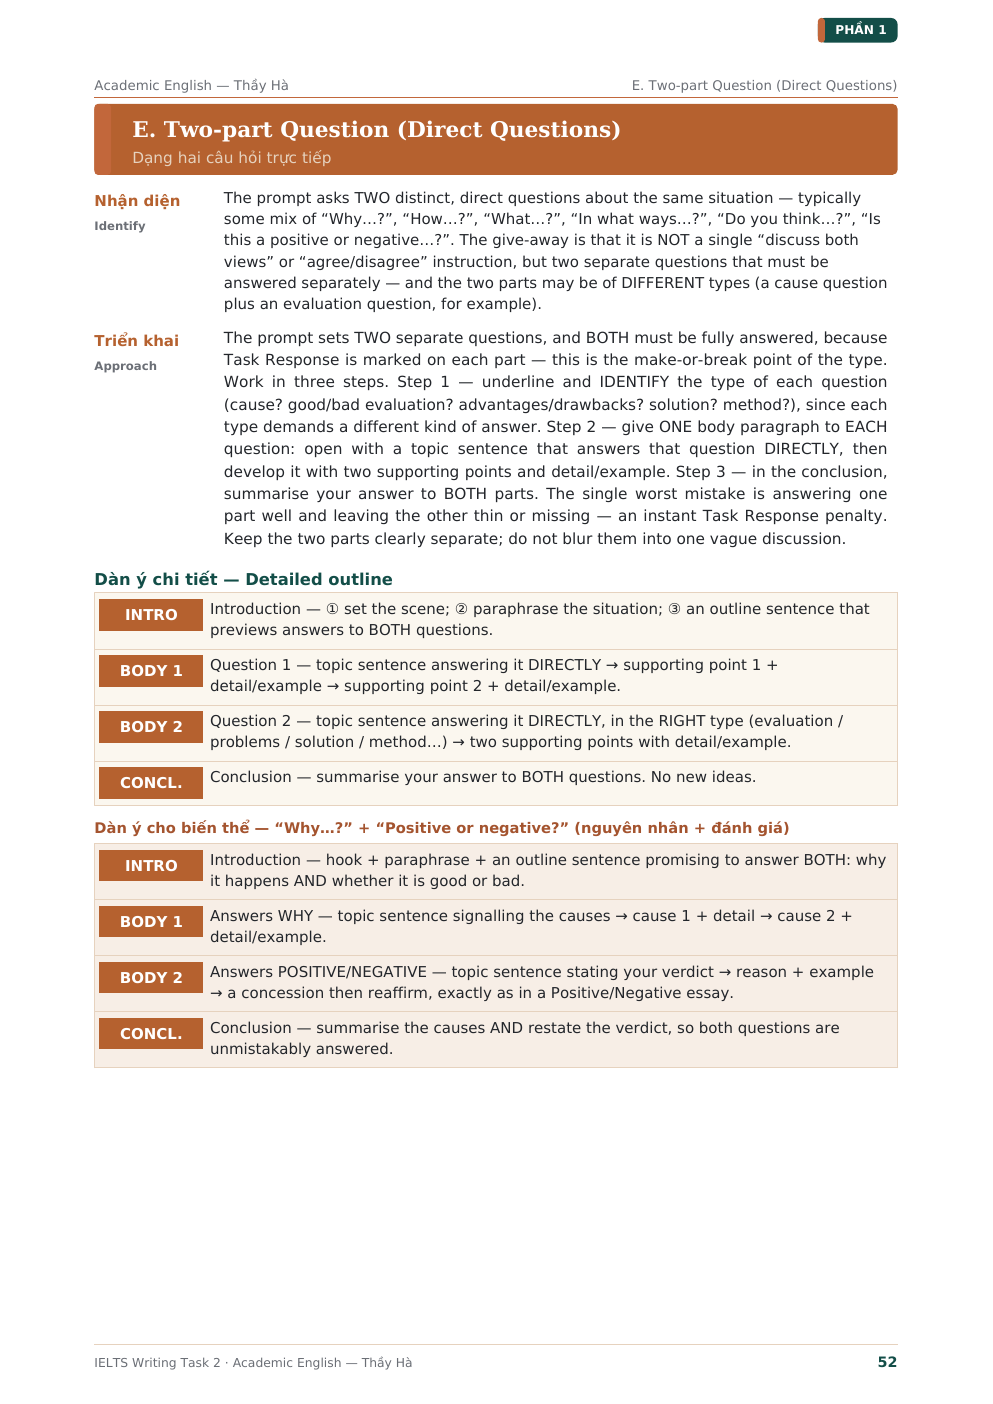 PHẦN 1
Academic English — Thầy Hà
E. Two-part Question (Direct Questions)
E. Two-part Question (Direct Questions)
Dạng hai câu hỏi trực tiếp
Nhận diện
Identify
The prompt asks TWO distinct, direct questions about the same situation — typically
some mix of “Why…?”, “How…?”, “What…?”, “In what ways…?”, “Do you think…?”, “Is
this a positive or negative…?”. The give-away is that it is NOT a single “discuss both
views” or “agree/disagree” instruction, but two separate questions that must be
answered separately — and the two parts may be of DIFFERENT types (a cause question
plus an evaluation question, for example).
Triển khai
Approach
The prompt sets TWO separate questions, and BOTH must be fully answered, because
Task Response is marked on each part — this is the make-or-break point of the type.
Work in three steps. Step 1 — underline and IDENTIFY the type of each question
(cause? good/bad evaluation? advantages/drawbacks? solution? method?), since each
type demands a different kind of answer. Step 2 — give ONE body paragraph to EACH
question: open with a topic sentence that answers that question DIRECTLY, then
develop it with two supporting points and detail/example. Step 3 — in the conclusion,
summarise your answer to BOTH parts. The single worst mistake is answering one
part well and leaving the other thin or missing — an instant Task Response penalty.
Keep the two parts clearly separate; do not blur them into one vague discussion.
Dàn ý chi tiết — Detailed outline
INTRO
Introduction — ① set the scene; ② paraphrase the situation; ③ an outline sentence that
previews answers to BOTH questions.
BODY 1
Question 1 — topic sentence answering it DIRECTLY → supporting point 1 +
detail/example → supporting point 2 + detail/example.
BODY 2
Question 2 — topic sentence answering it DIRECTLY, in the RIGHT type (evaluation /
problems / solution / method…) → two supporting points with detail/example.
CONCL.
Conclusion — summarise your answer to BOTH questions. No new ideas.
Dàn ý cho biến thể — “Why…?” + “Positive or negative?” (nguyên nhân + đánh giá)
INTRO
Introduction — hook + paraphrase + an outline sentence promising to answer BOTH: why
it happens AND whether it is good or bad.
BODY 1
Answers WHY — topic sentence signalling the causes → cause 1 + detail → cause 2 +
detail/example.
BODY 2
Answers POSITIVE/NEGATIVE — topic sentence stating your verdict → reason + example
→ a concession then reaffirm, exactly as in a Positive/Negative essay.
CONCL.
Conclusion — summarise the causes AND restate the verdict, so both questions are
unmistakably answered.
IELTS Writing Task 2 · Academic English — Thầy Hà
52